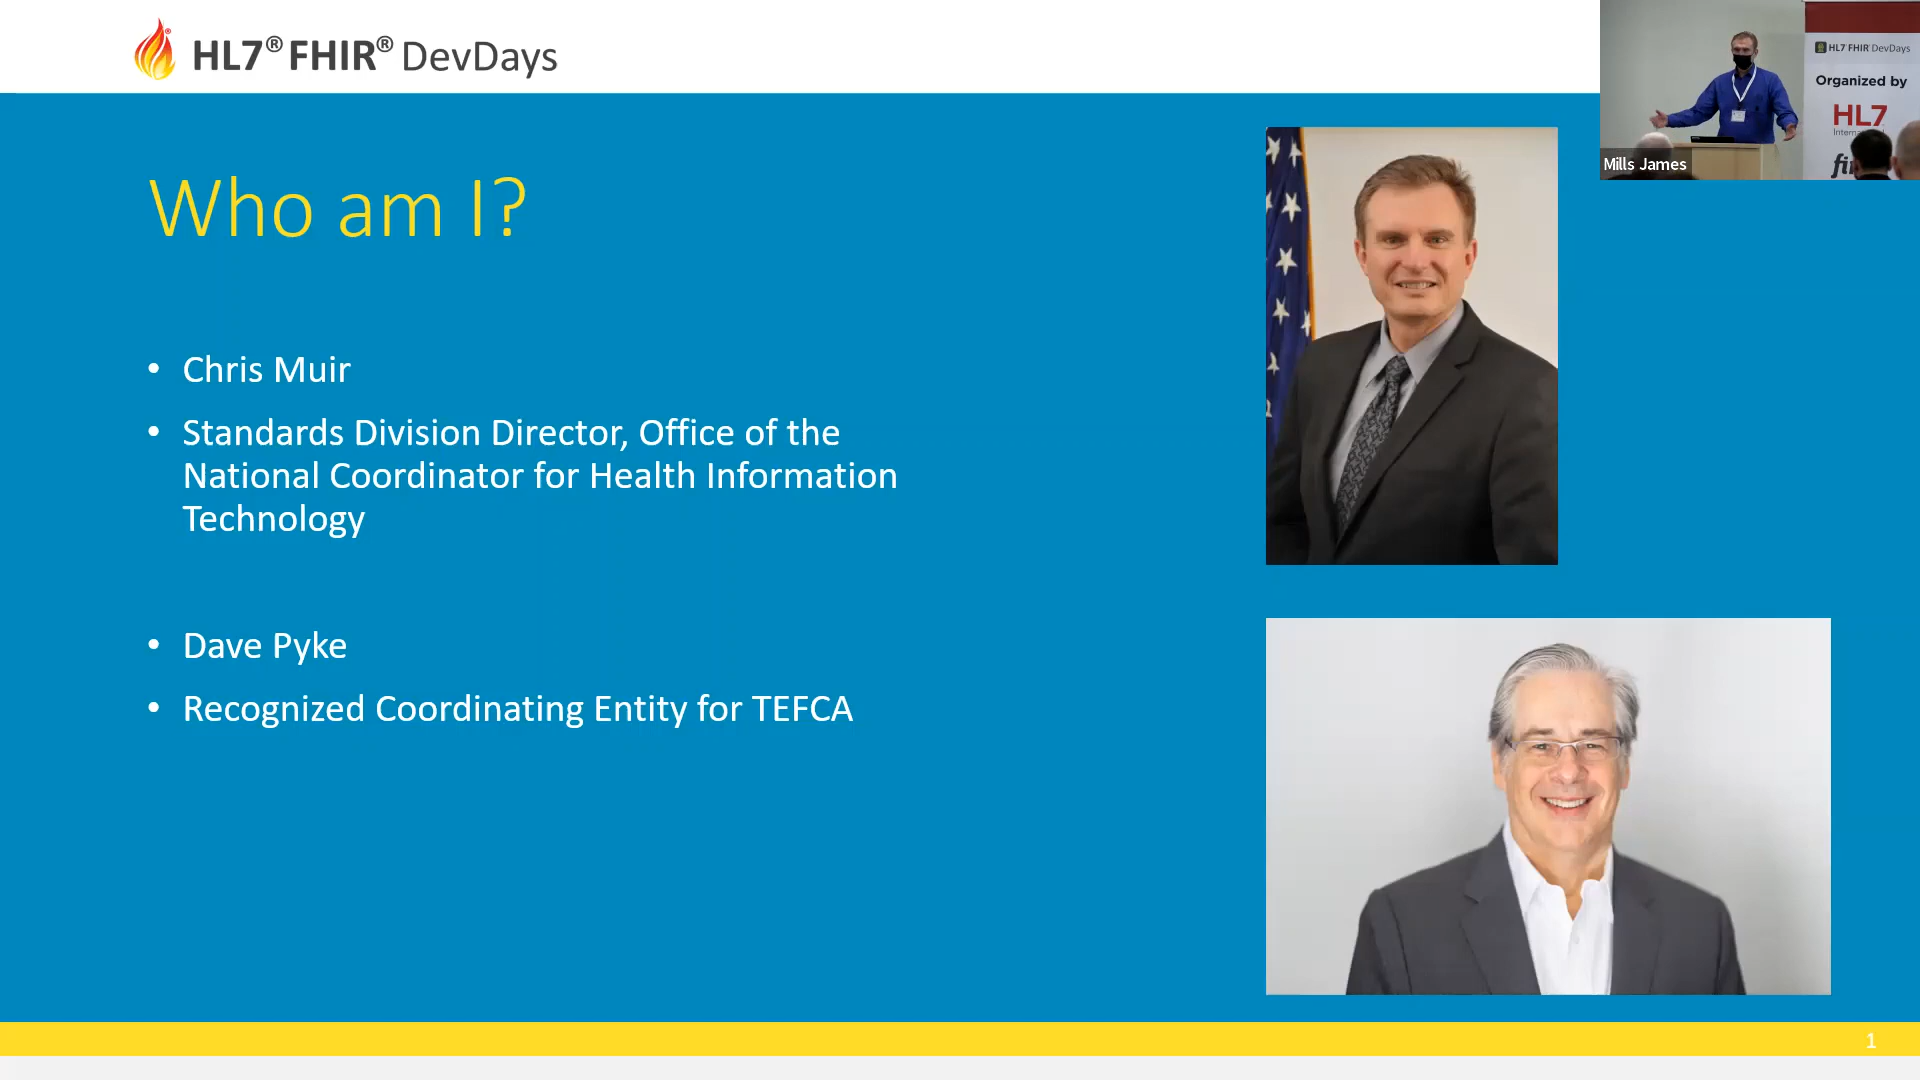 HL7® FHIR® DevDays
Who am I?
• Chris Muir
• Standards Division Director, Office of the
National Coordinator for Health Information
Technology
• Dave Pyke
• Recognized Coordinating Entity for TEFCA
HL7 FHIR DevDays
Organized by
HL7
Mills James
1